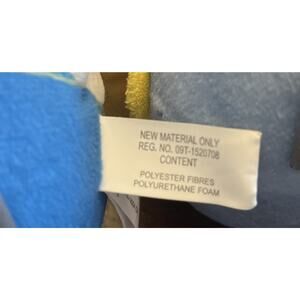 NEW MATERIAL ONLY
REG. NO. 09T-1520708
CONTENT
POLYESTER FIBRES
POLYURETHANE FOAM